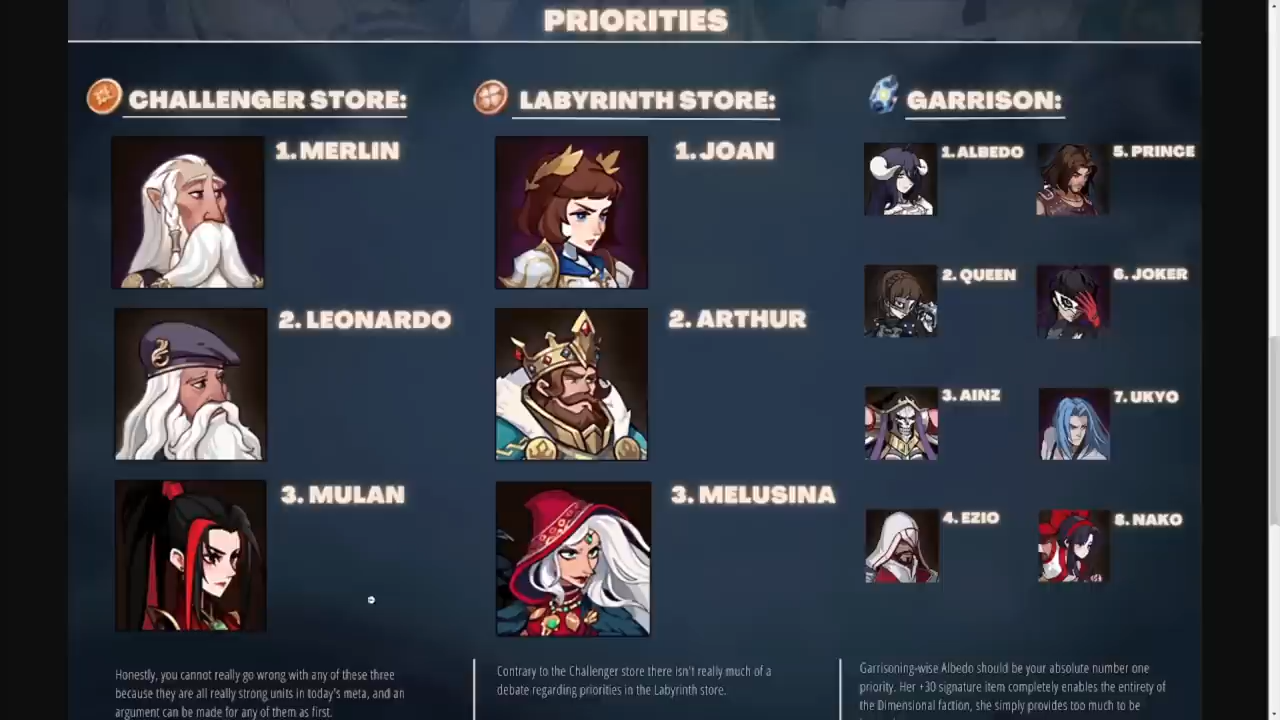 PRIORITIES
CHALLENGER STORE:
1. MERLIN
2. LEONARDO
3. MULAN
Honestly, you cannot really go wrong with any of these three
because they are all really strong units in today's meta, and an
argument can be made for any of them as first.
LABYRINTH STORE:
1. JOAN
2. ARTHUR
3. MELUSINA
Contrary to the Challenger store there isn't really much of a
debate regarding priorities in the Labyrinth store.
GARRISON:
1. ALBEDO
2. QUEEN
3. AINZ
4. EZIO
5. PRINCE
6. JOKER
7. UKYO
8. NAKO
Garrisoning-wise Albedo should be your absolute number one
priority. Her +30 signature item completely enables the entirety of
the Dimensional faction, she simply provides too much to be